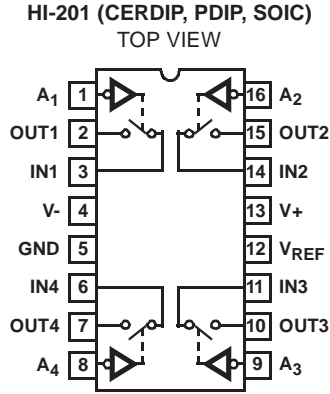 HI-201 (CERDIP, PDIP, SOIC)
TOP VIEW
A1 1 16 A2
OUT1 2 15 OUT2
IN1 3 14 IN2
V- 4 13 V+
GND 5 12 VREF
IN4 6 11 IN3
OUT4 7 10 OUT3
A4 8 9 A3